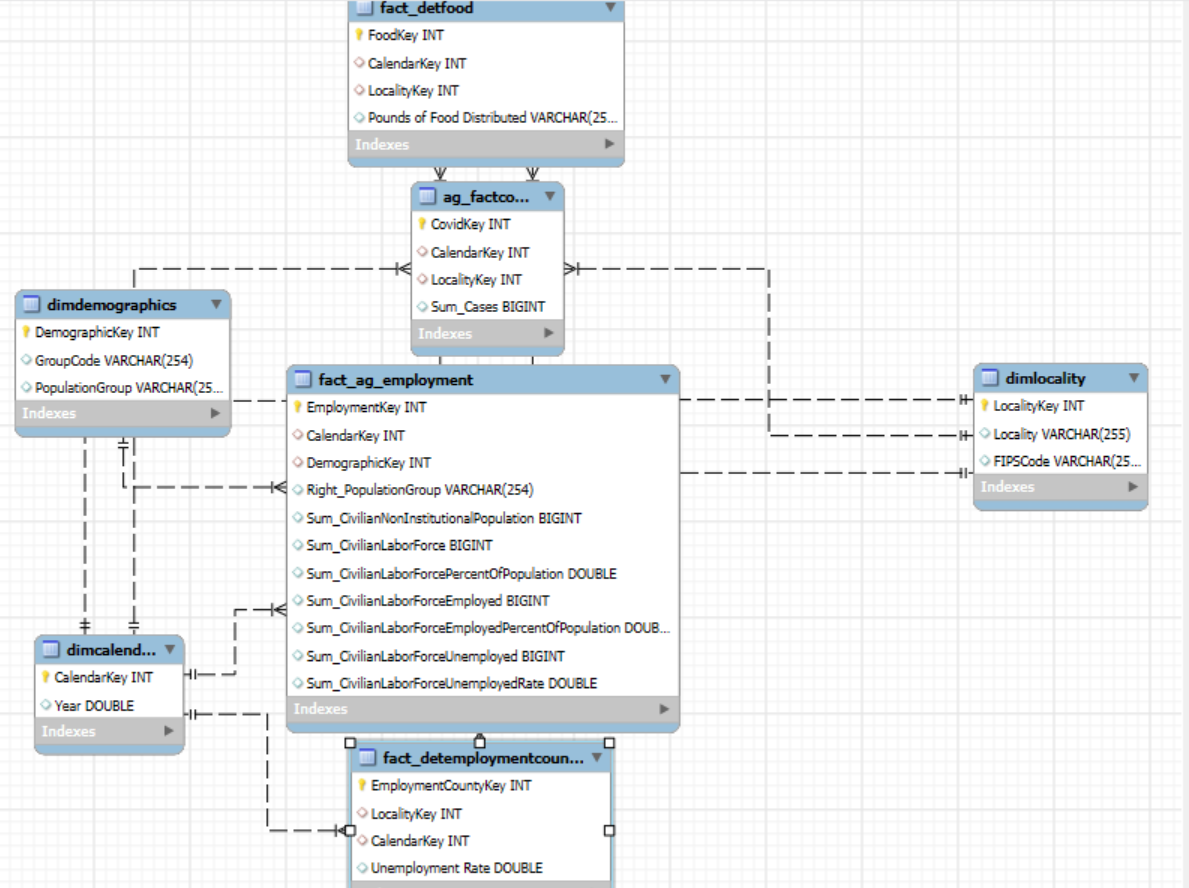 fact_detfood
FoodKey INT
CalendarKey INT
LocalityKey INT
Pounds of Food Distributed VARCHAR(25...
Indexes
ag_factco...
CovidKey INT
CalendarKey INT
LocalityKey INT
Sum_Cases BIGINT
Indexes
dimdemographics
DemographicKey INT
GroupCode VARCHAR(254)
PopulationGroup VARCHAR(25...
Indexes
fact_ag_employment
EmploymentKey INT
CalendarKey INT
DemographicKey INT
Right_PopulationGroup VARCHAR(254)
Sum_CivilianNonInstitutionalPopulation BIGINT
Sum_CivilianLaborForce BIGINT
Sum_CivilianLaborForcePercentOfPopulation DOUBLE
Sum_CivilianLaborForceEmployed BIGINT
Sum_CivilianLaborForceEmployedPercentOfPopulation DOUB...
Sum_CivilianLaborForceUnemployed BIGINT
Sum_CivilianLaborForceUnemployedRate DOUBLE
Indexes
dimlocality
LocalityKey INT
Locality VARCHAR(255)
FIPSCode VARCHAR(25...
Indexes
dimcalend...
CalendarKey INT
Year DOUBLE
Indexes
fact_detemploymentcoun...
EmploymentCountyKey INT
LocalityKey INT
CalendarKey INT
Unemployment Rate DOUBLE